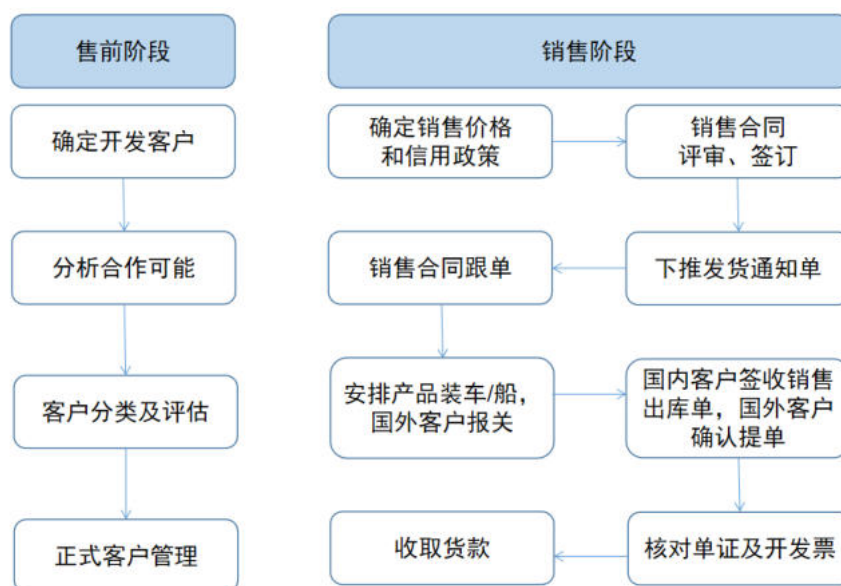 售前阶段
确定开发客户
分析合作可能
客户分类及评估
正式客户管理
销售阶段
确定销售价格
和信用政策
销售合同
评审、签订
下推发货通知单
销售合同跟单
安排产品装车/船，
国外客户报关
国内客户签收销售
出库单，国外客户
确认提单
核对单证及开发票
收取货款